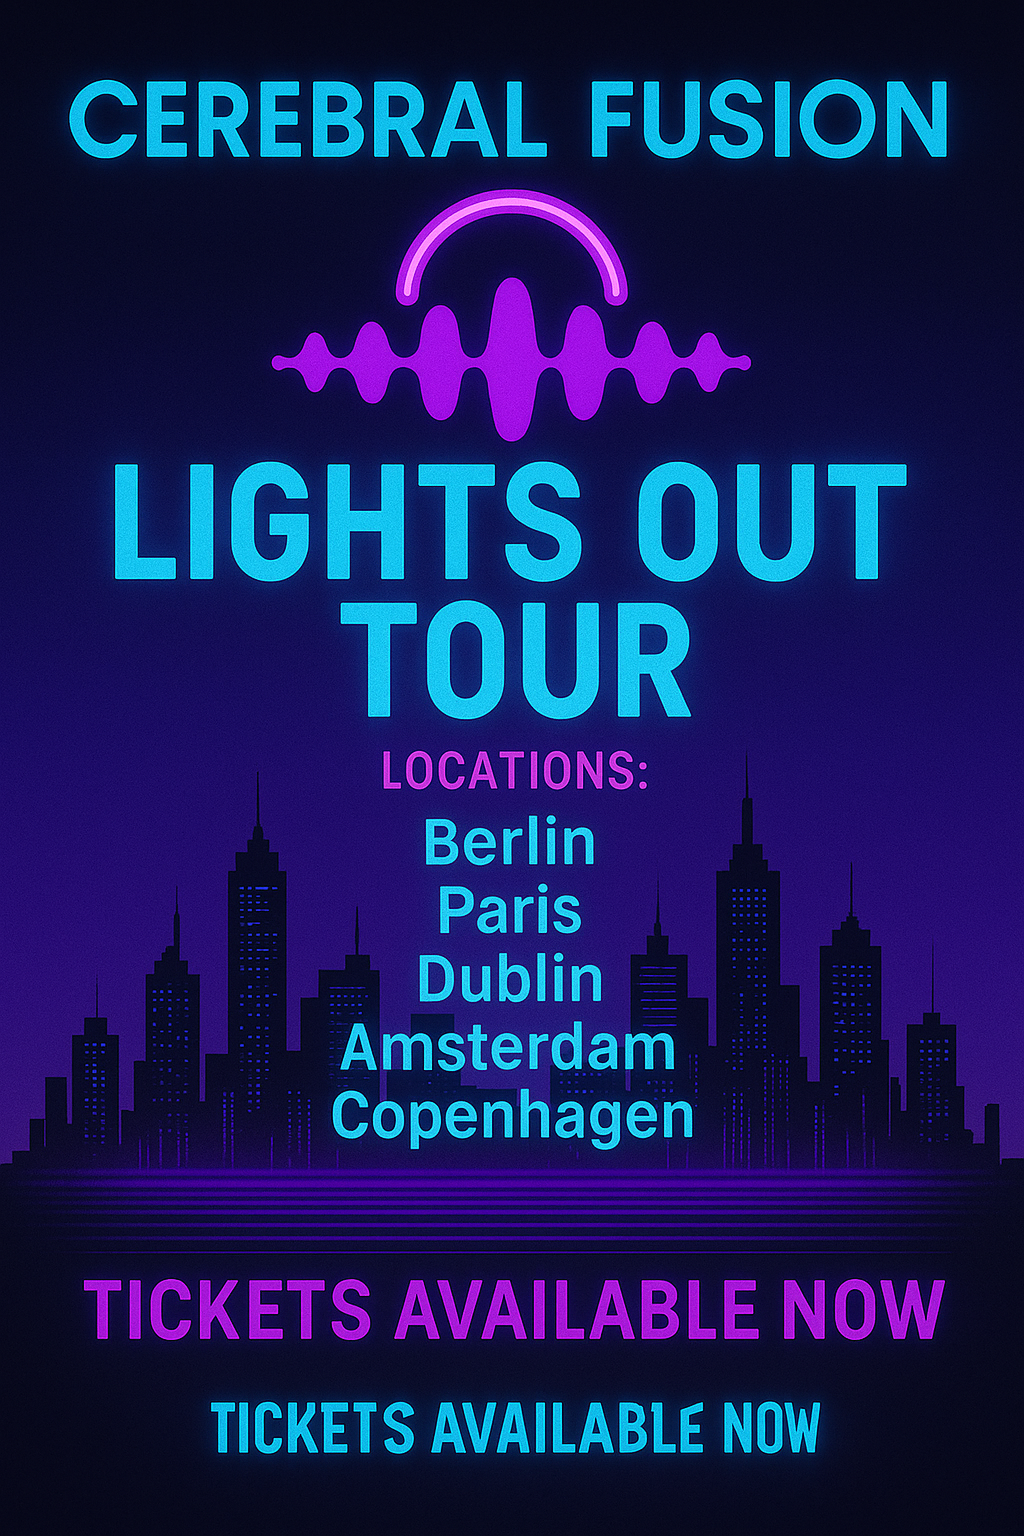 CEREBRAL FUSION
LIGHTS OUT
TOUR
LOCATIONS:
Berlin
Paris
Dublin
Amsterdam
Copenhagen
TICKETS AVAILABLE NOW
TICKETS AVAILABLE NOW